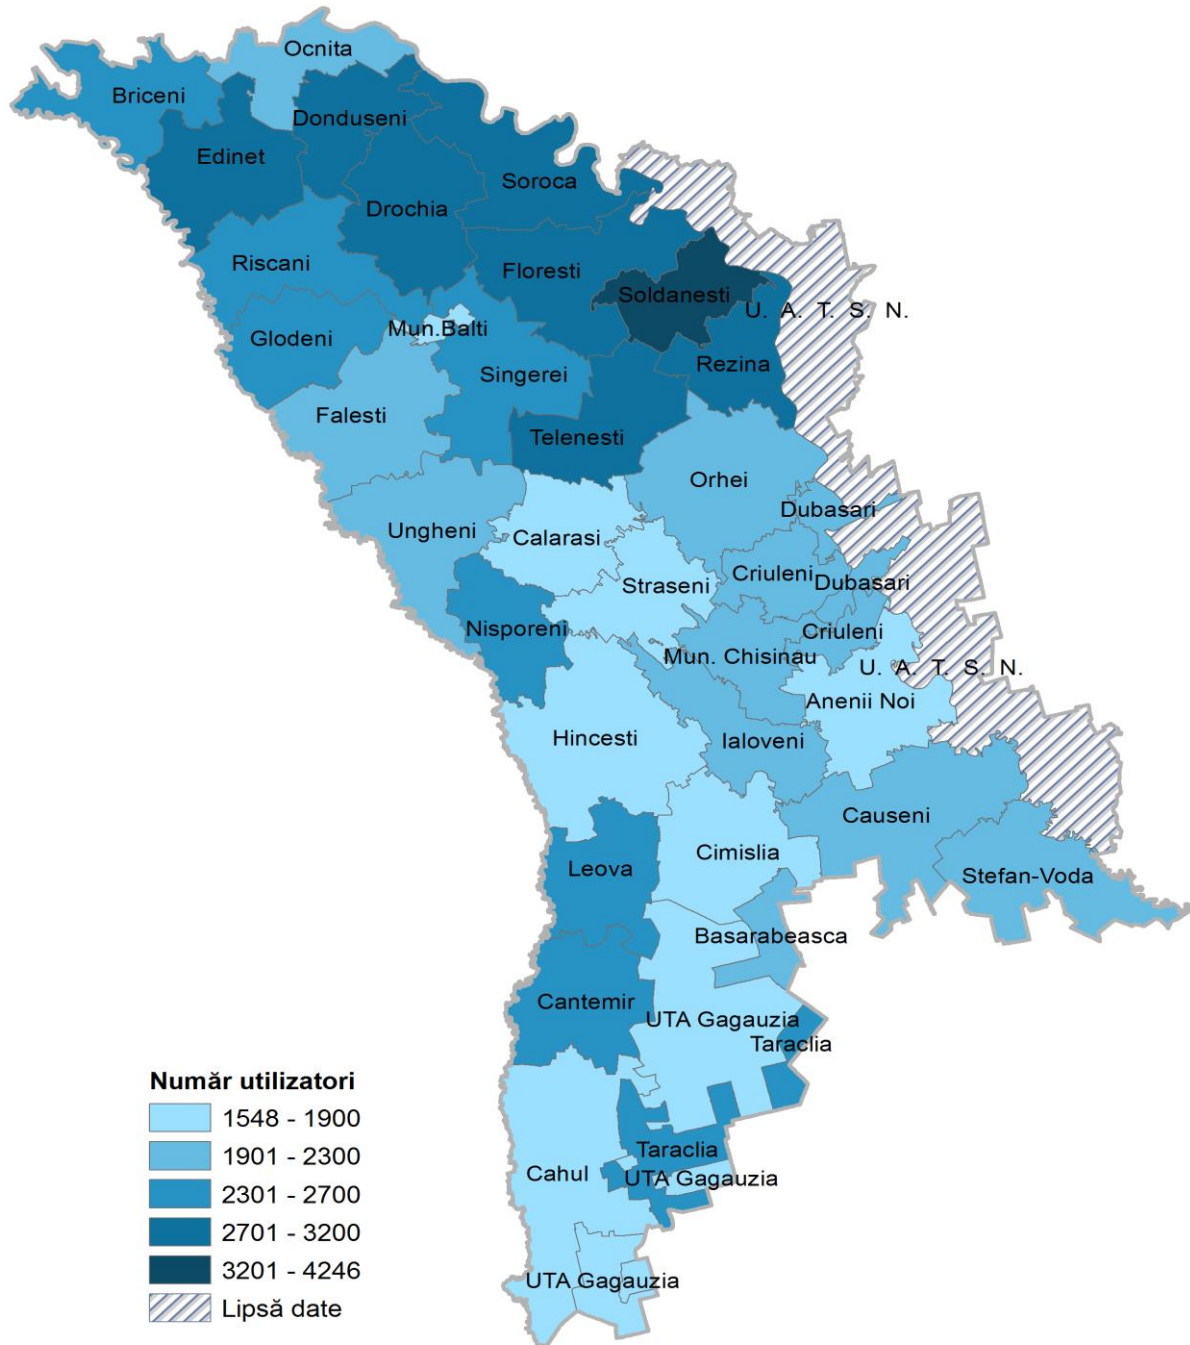 Ocnita
Briceni
Donduseni
Edinet
Soroca
Drochia
Riscani
Floresti
Soldanesti
U. A. T. S. N.
Mun.Balti
Glodeni
Rezina
Singerei
Falesti
Telenesti
Orhei
Dubasari
Ungheni
Calarasi
Criuleni
Dubasari
Straseni
Nisporeni
Criuleni
Mun. Chisinau
U. A. T. S. N.
Anenii Noi
Hincesti
Ialoveni
Causeni
Cimislia
Leova
Stefan-Voda
Basarabeasca
Cantemir
UTA Gagauzia
Taraclia
Număr utilizatori
1548 - 1900
1901 - 2300
2301 - 2700
2701 - 3200
3201 - 4246
Lipsă date
Taraclia
Cahul
UTA Gagauzia
UTA Gagauzia